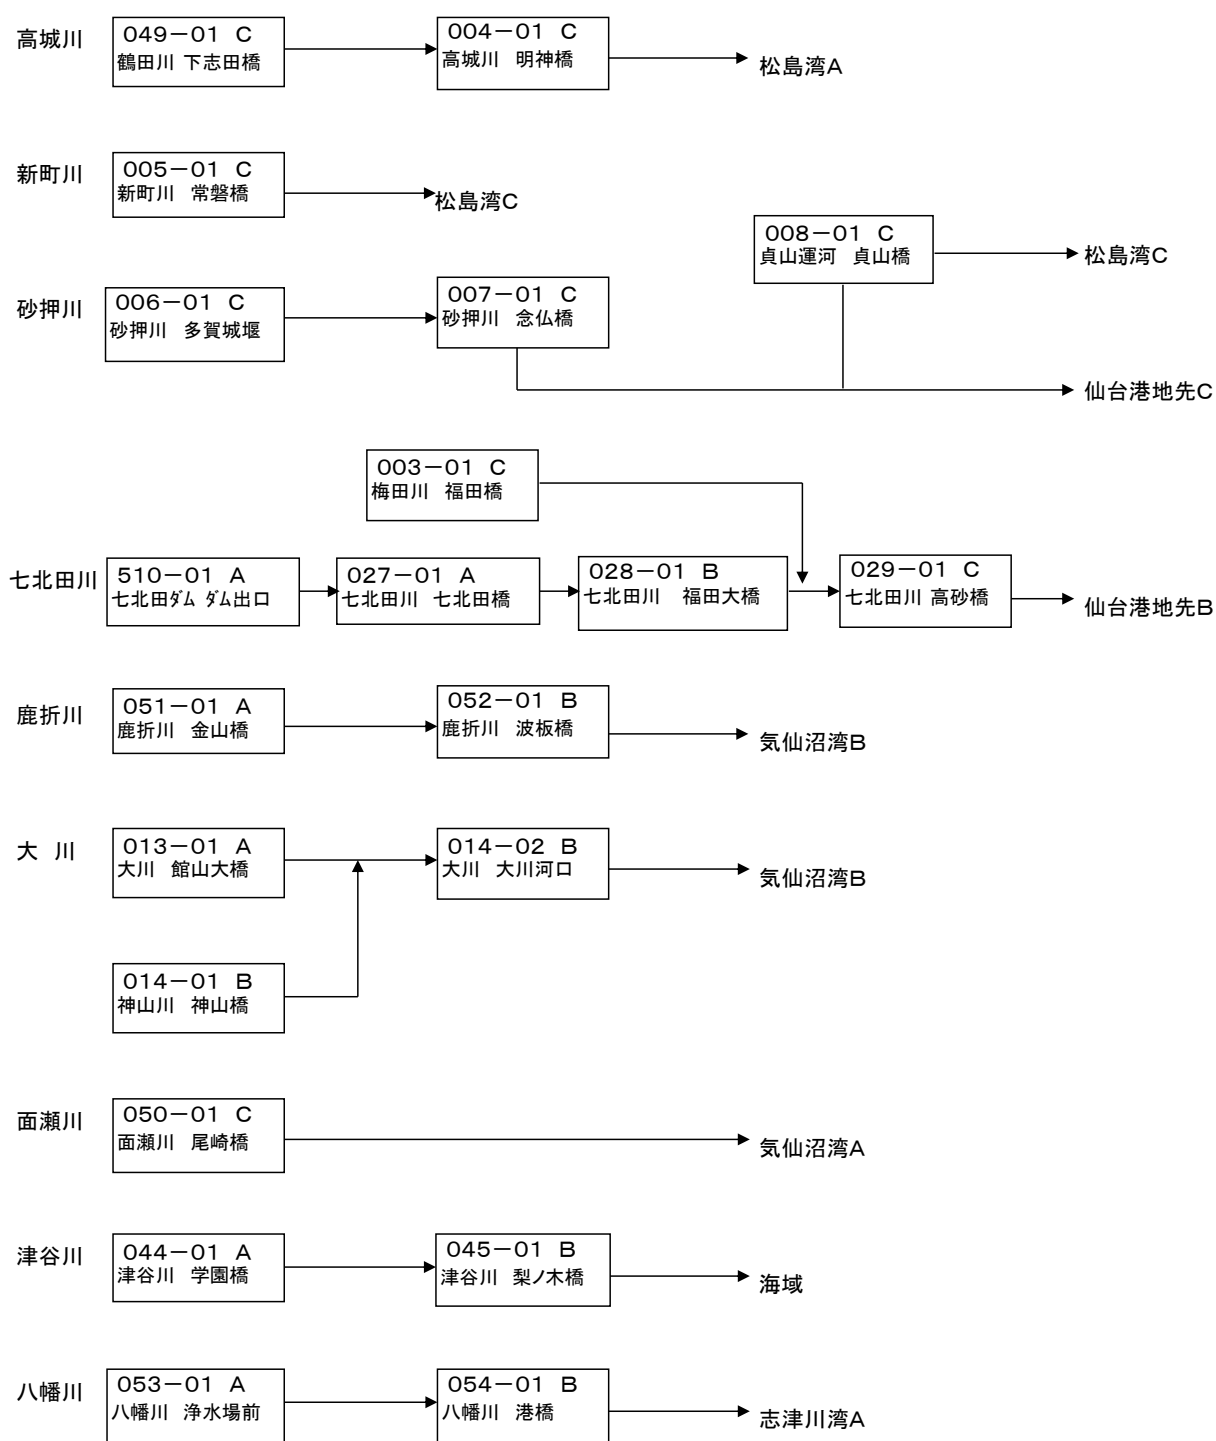 高城川
049－01 C
鶴田川 下志田橋
004－01 C
高城川 明神橋
松島湾A
新町川
005－01 C
新町川 常磐橋
松島湾C
008－01 C
貞山運河 貞山橋
松島湾C
砂押川
006－01 C
砂押川 多賀城堰
007－01 C
砂押川 念仏橋
仙台港地先C
003－01 C
梅田川 福田橋
七北田川
510－01 A
七北田ﾀﾞﾑ ﾀﾞﾑ出口
027－01 A
七北田川 七北田橋
028－01 B
七北田川 福田大橋
029－01 C
七北田川 高砂橋
仙台港地先B
鹿折川
051－01 A
鹿折川 金山橋
052－01 B
鹿折川 波板橋
気仙沼湾B
大 川
013－01 A
大川 館山大橋
014－02 B
大川 大川河口
気仙沼湾B
014－01 B
神山川 神山橋
面瀬川
050－01 C
面瀬川 尾崎橋
気仙沼湾A
津谷川
044－01 A
津谷川 学園橋
045－01 B
津谷川 梨ノ木橋
海域
八幡川
053－01 A
八幡川 浄水場前
054－01 B
八幡川 港橋
志津川湾A